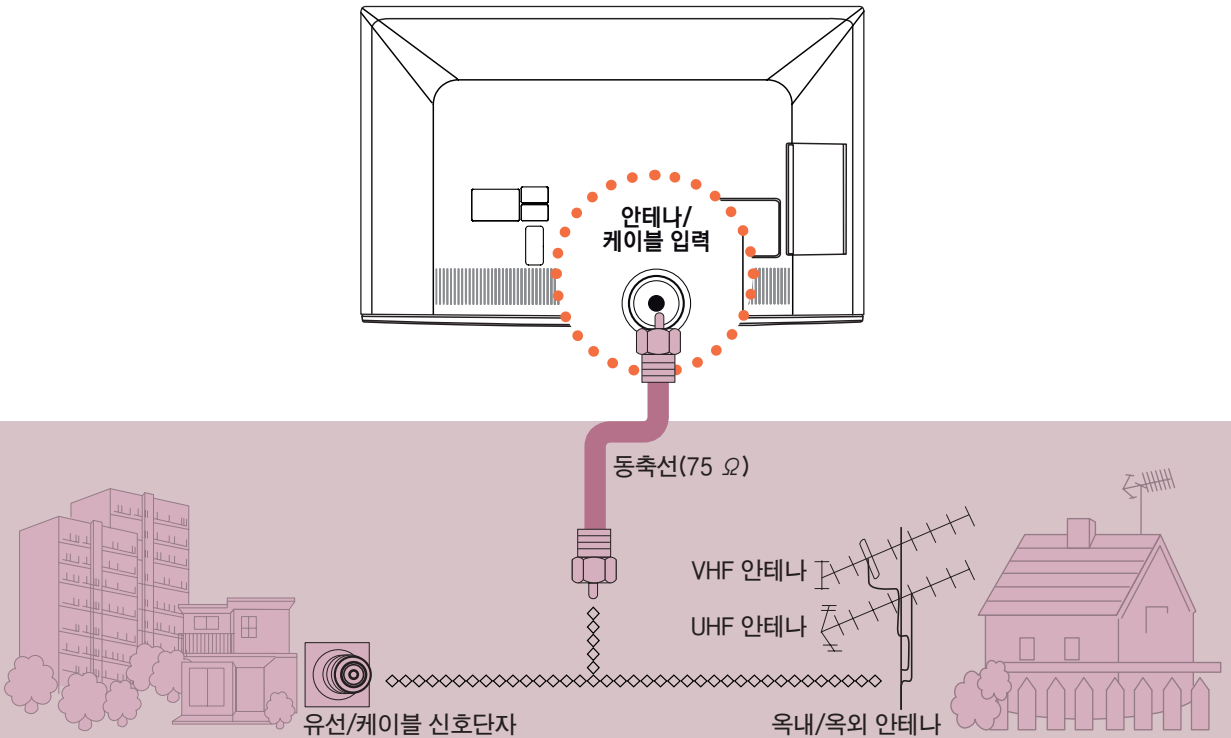 안테나/
케이블 입력
동축선(75 Ω)
VHF 안테나
UHF 안테나
유선/케이블 신호단자
옥내/옥외 안테나